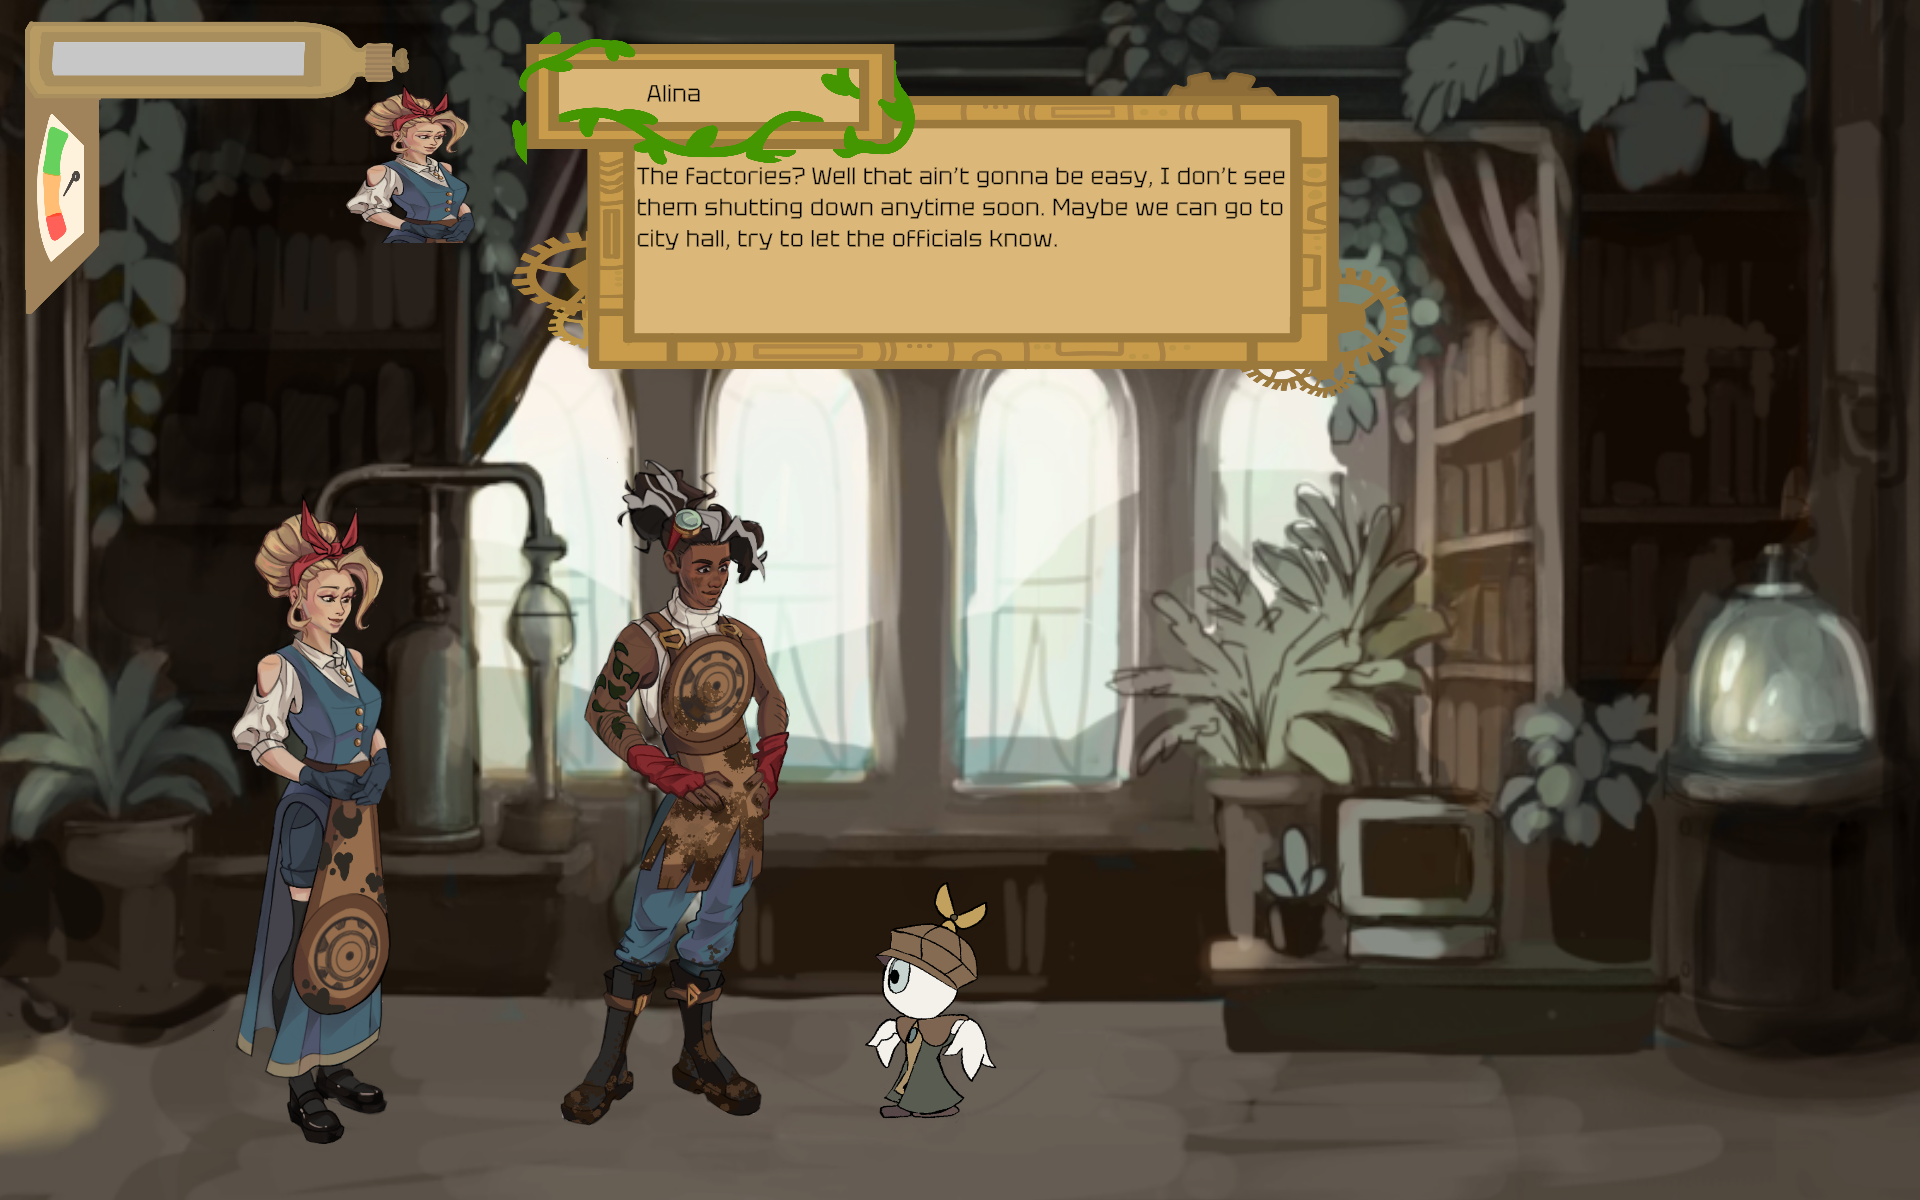 Alina
The factories? Well that ain't gonna be easy, I don't see
them shutting down anytime soon. Maybe we can go to
city hall, try to let the officials know.